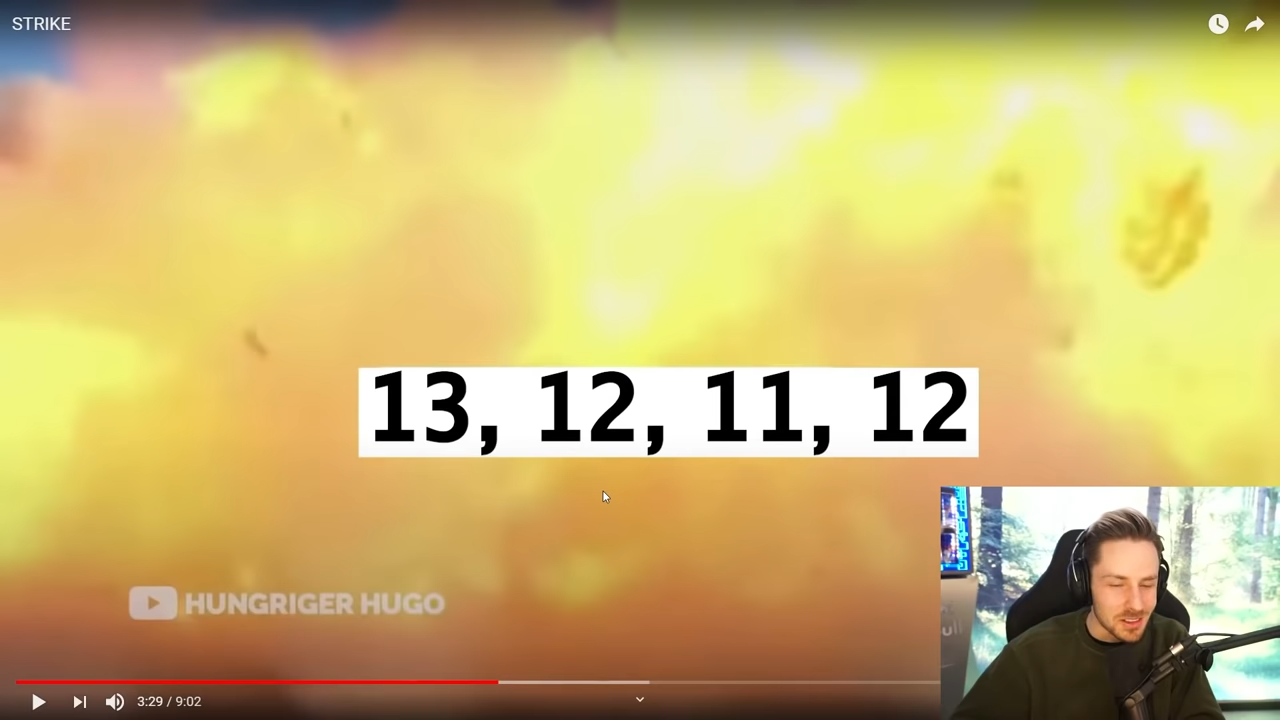 STRIKE
13, 12, 11, 12
HUNGRIGER HUGO
3:29 / 9:02